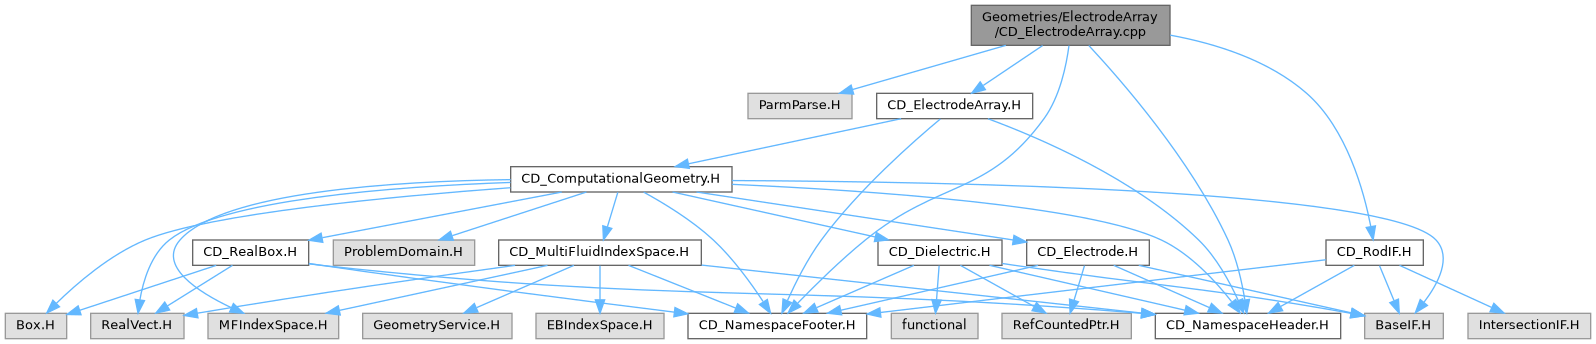 Geometries/ElectrodeArray
/CD_ElectrodeArray.cpp
ParmParse.H
CD_ElectrodeArray.H
CD_ComputationalGeometry.H
CD_RealBox.H
ProblemDomain.H
CD_MultiFluidIndexSpace.H
CD_Dielectric.H
CD_Electrode.H
CD_RodIF.H
Box.H
RealVect.H
MFIndexSpace.H
GeometryService.H
EBIndexSpace.H
CD_NamespaceFooter.H
functional
RefCountedPtr.H
CD_NamespaceHeader.H
BaseIF.H
IntersectionIF.H